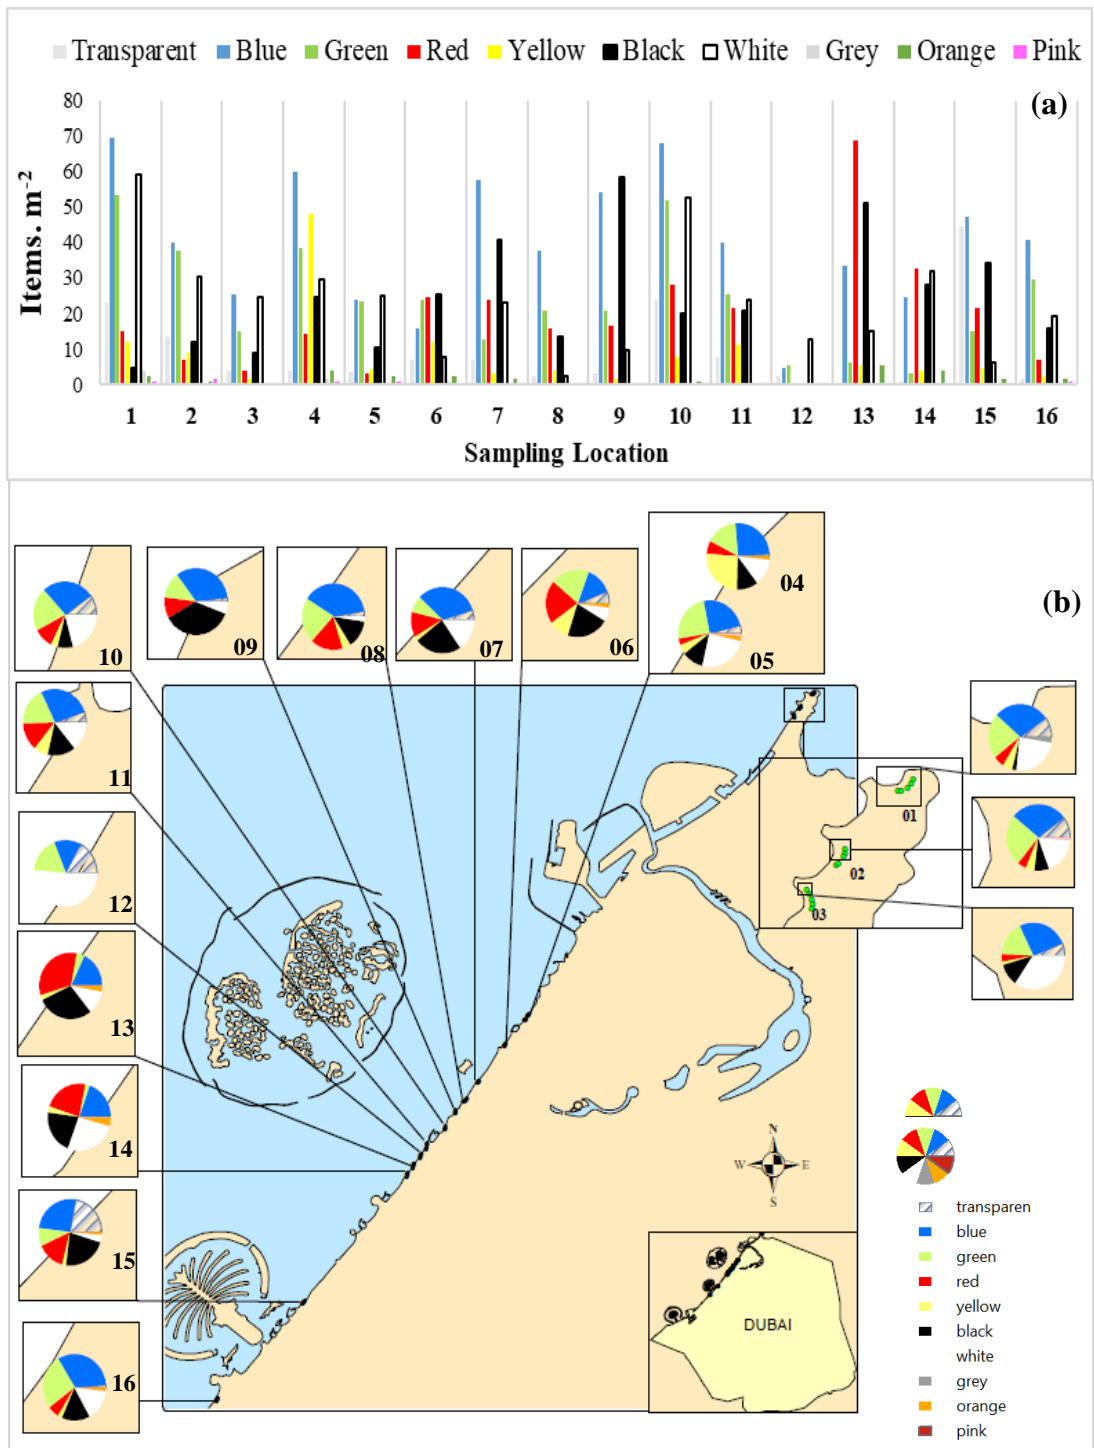 Transparent Blue Green Red Yellow Black White Grey Orange Pink
(a)
80
70
60
50
40
30
20
10
0
Items. m-2
1 2 3 4 5 6 7 8 9 10 11 12 13 14 15 16
Sampling Location
(b)
04
05
06
07
08
09
10
11
12
13
14
15
16
01
02
03
N
W E
S
DUBAI
transparen
blue
green
red
yellow
black
white
grey
orange
pink